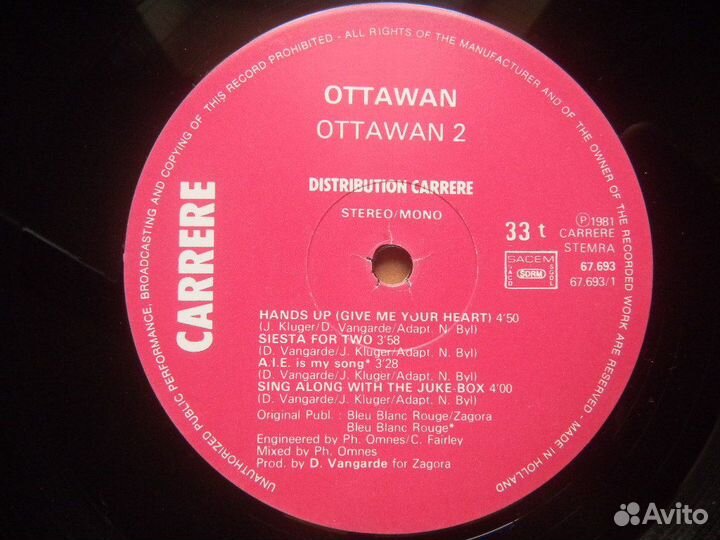 UNAUTHORIZED PUBLIC PERFORMANCE, BROADCASTING AND COPYING OF THIS RECORD PROHIBITED - ALL RIGHTS OF THE MANUFACTURER AND OF THE OWNER OF THE RECORDED WORK ARE RESERVED - MADE IN HOLLAND
CARRERE
OTTAWAN
OTTAWAN 2
DISTRIBUTION CARRERE
STEREO/MONO
33 t
Ⓟ1981
CARRERE
STEMRA
SACEM
SACD
SDRM
SGDL
67.693
67.693/1
HANDS UP (GIVE ME YOUR HEART) 4'50
(J. Kluger/D. Vangarde/Adapt. N. Byl)
SIESTA FOR TWO 3'58
(D. Vangarde/J. Kluger/Adapt. N. Byl)
A.I.E. is my song* 3'28
(D. Vangarde/J. Kluger/Adapt. N. Byl)
SING ALONG WITH THE JUKE-BOX 4'00
(D. Vangarde/J. Kluger/Adapt. N. Byl)
Original Publ. : Bleu Blanc Rouge/Zagora
Bleu Blanc Rouge*
Engineered by Ph. Omnes/C. Fairley
Mixed by Ph. Omnes
Prod. by D. Vangarde for Zagora
Avito